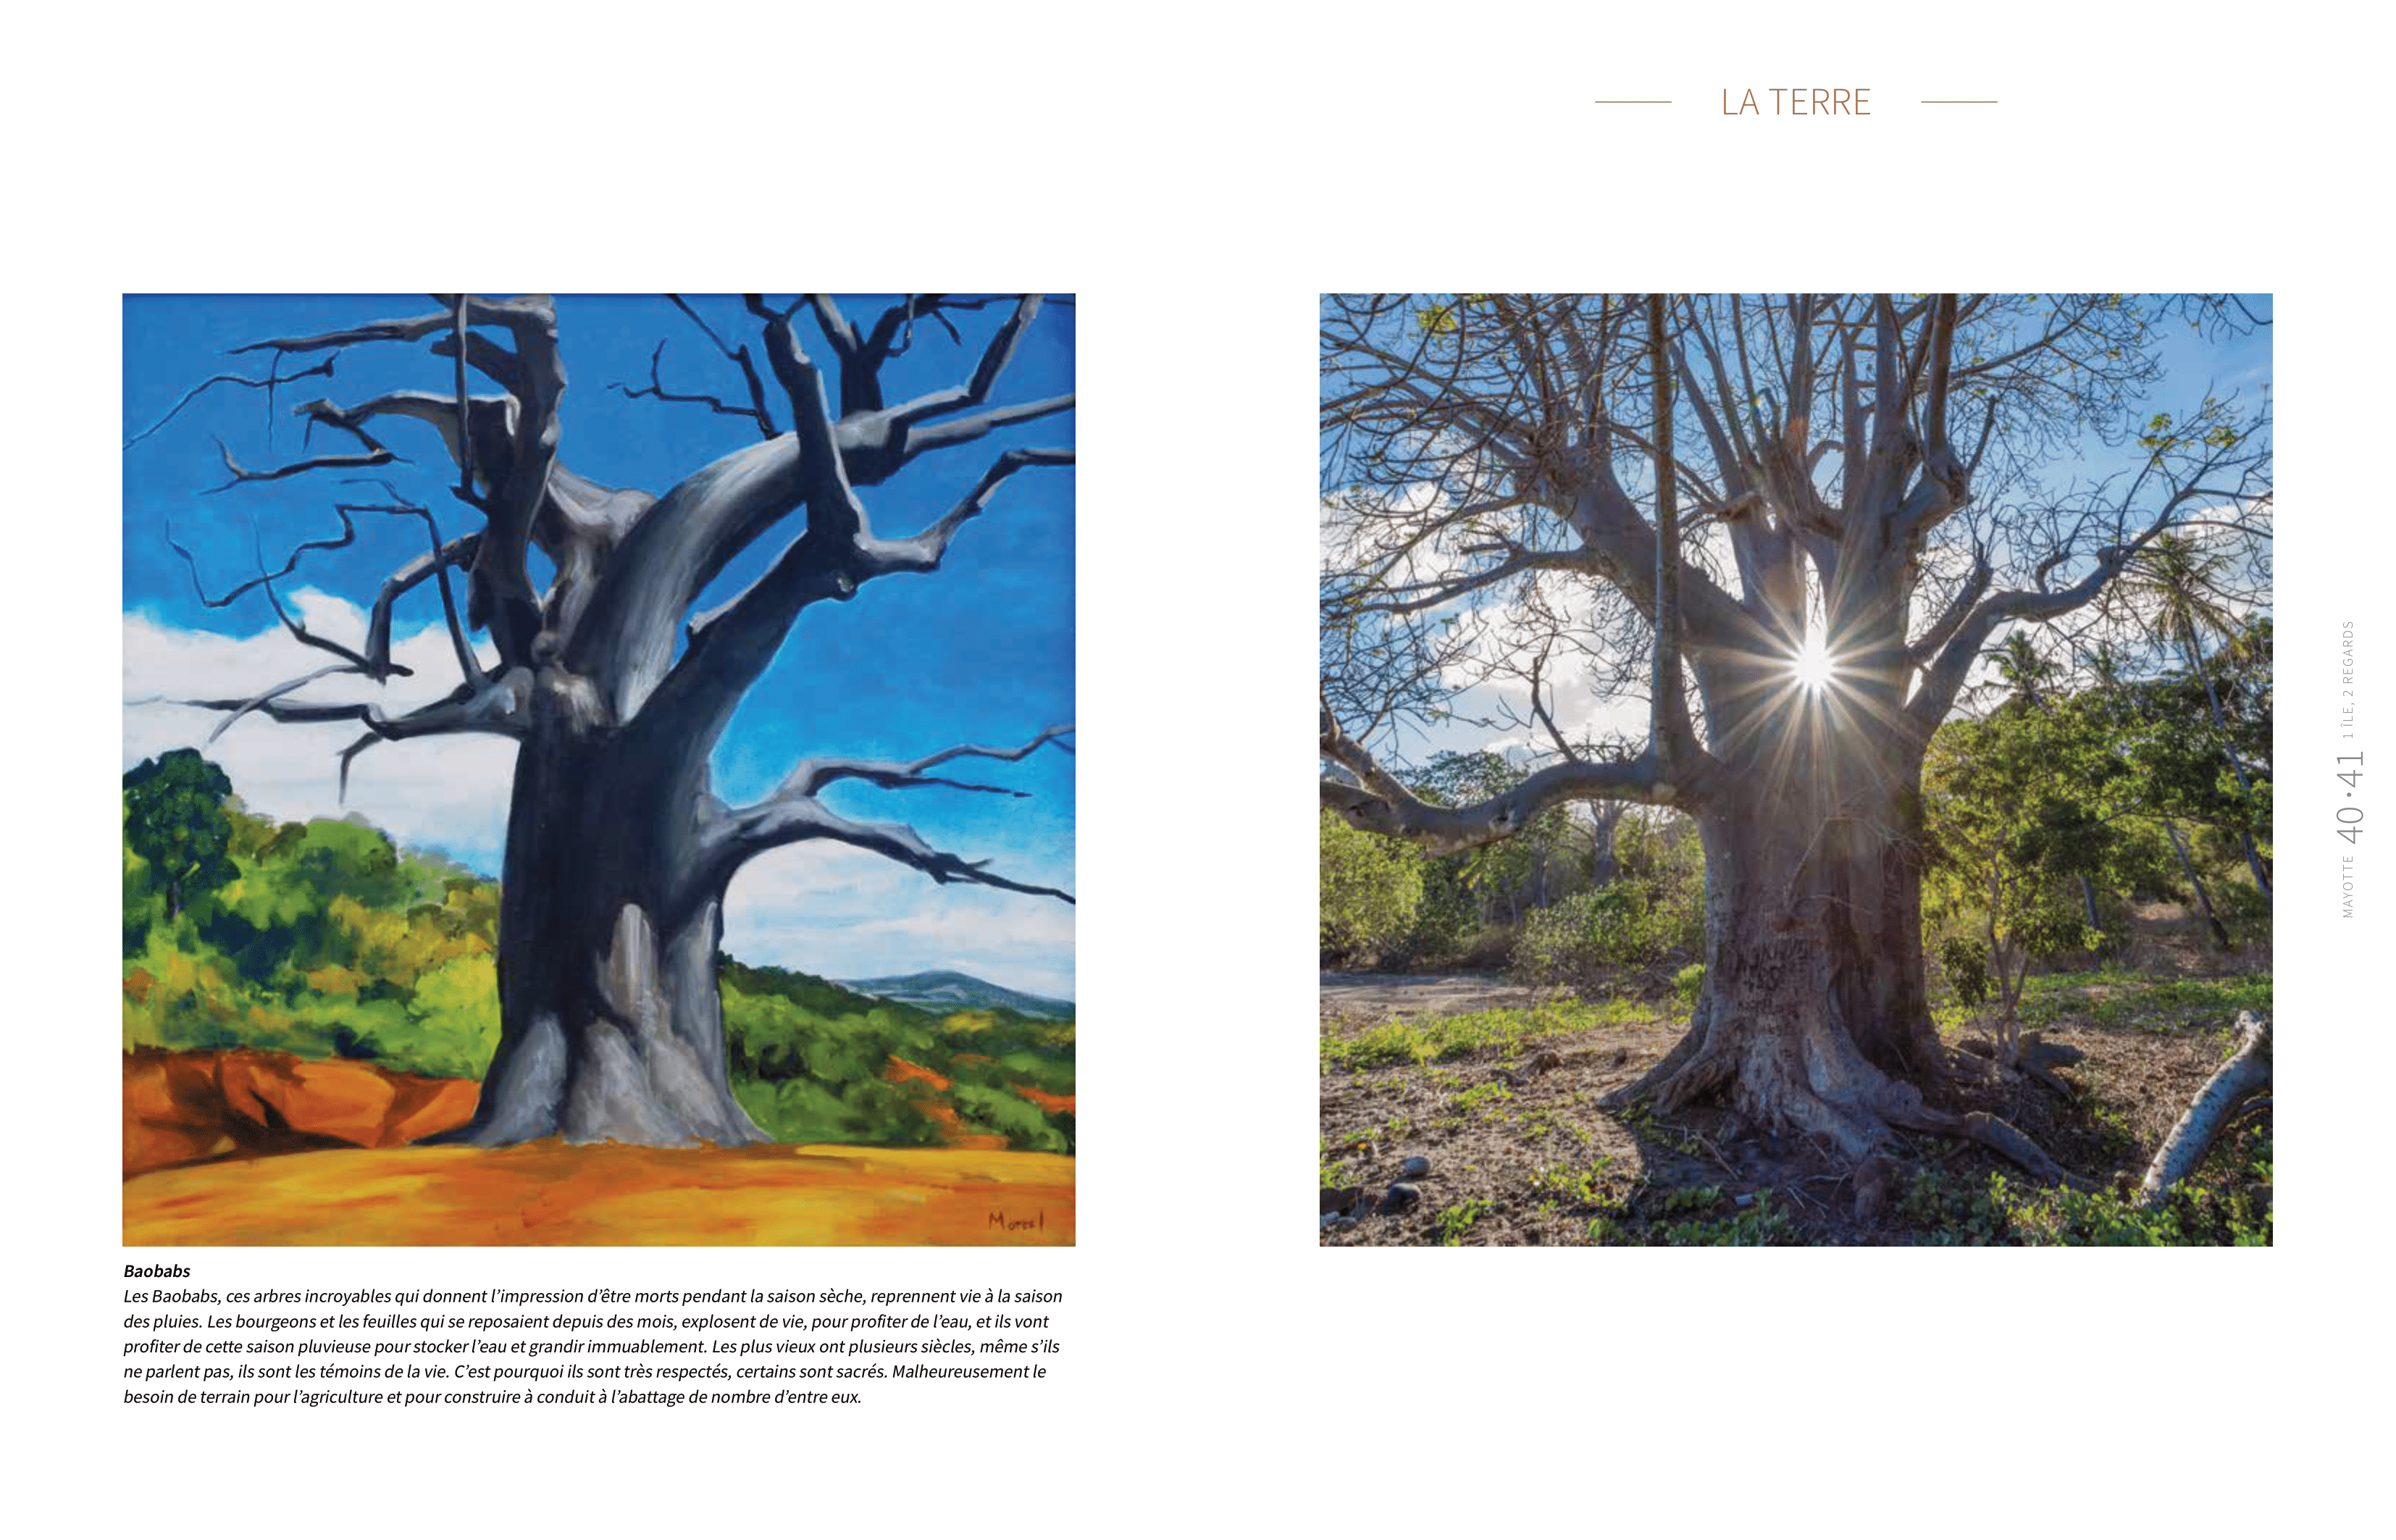 LA TERRE
Morel
Baobabs
Les Baobabs, ces arbres incroyables qui donnent l’impression d’être morts pendant la saison sèche, reprennent vie à la saison
des pluies. Les bourgeons et les feuilles qui se reposaient depuis des mois, explosent de vie, pour profiter de l’eau, et ils vont
profiter de cette saison pluvieuse pour stocker l’eau et grandir immuablement. Les plus vieux ont plusieurs siècles, même s’ils
ne parlent pas, ils sont les témoins de la vie. C’est pourquoi ils sont très respectés, certains sont sacrés. Malheureusement le
besoin de terrain pour l’agriculture et pour construire à conduit à l’abattage de nombre d’entre eux.
MAYOTTE 40•41 1 ÎLE, 2 REGARDS